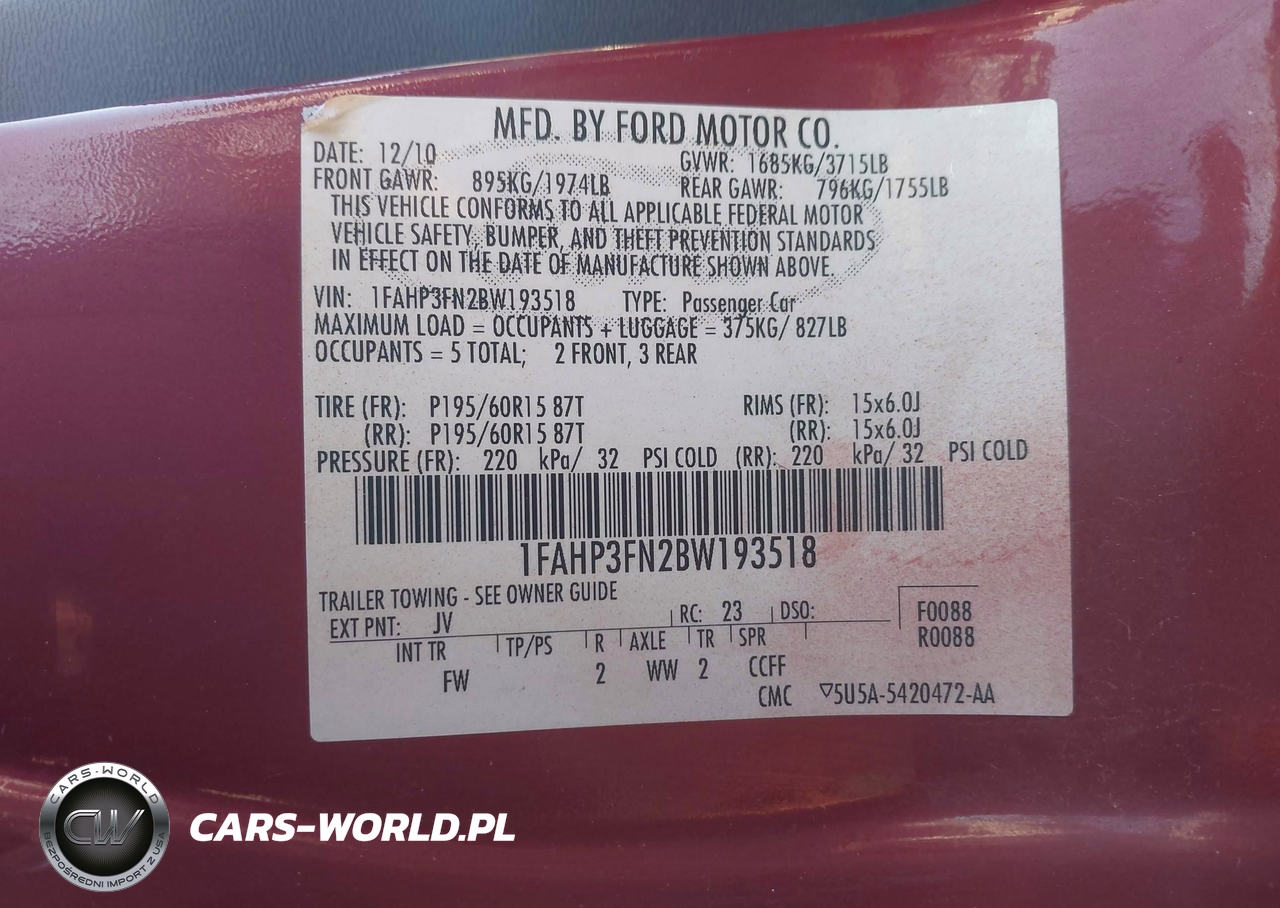 MFD. BY FORD MOTOR CO.
DATE: 12/10 GVWR: 1685KG/3715LB
FRONT GAWR: 895KG/1974LB REAR GAWR: 796KG/1755LB
THIS VEHICLE CONFORMS TO ALL APPLICABLE FEDERAL MOTOR
VEHICLE SAFETY, BUMPER, AND THEFT PREVENTION STANDARDS
IN EFFECT ON THE DATE OF MANUFACTURE SHOWN ABOVE.
VIN: 1FAHP3FN2BW193518 TYPE: Passenger Car
MAXIMUM LOAD = OCCUPANTS + LUGGAGE = 375KG/ 827LB
OCCUPANTS = 5 TOTAL; 2 FRONT, 3 REAR
TIRE (FR): P195/60R15 87T RIMS (FR): 15x6.0J
(RR): P195/60R15 87T (RR): 15x6.0J
PRESSURE (FR): 220 kPa/ 32 PSI COLD (RR): 220 kPa/ 32 PSI COLD
1FAHP3FN2BW193518
TRAILER TOWING - SEE OWNER GUIDE
EXT PNT: JV RC: 23 DSO: F0088
R0088
INT TR TP/PS R AXLE TR SPR
FW 2 WW 2 CCFF
CMC ▽5U5A-5420472-AA
CARS-WORLD
CW
BEZPOŚREDNI IMPORT Z USA
CARS-WORLD.PL